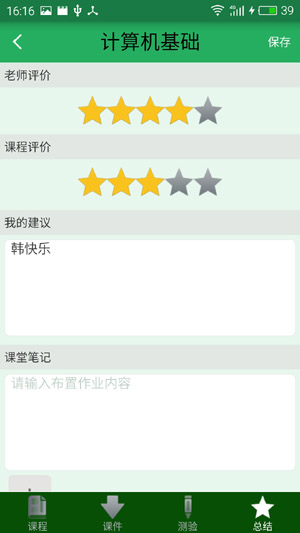 16:16
4G
39
计算机基础
保存
老师评价
课程评价
我的建议
韩快乐
课堂笔记
请输入布置作业内容
课程
课件
测验
总结